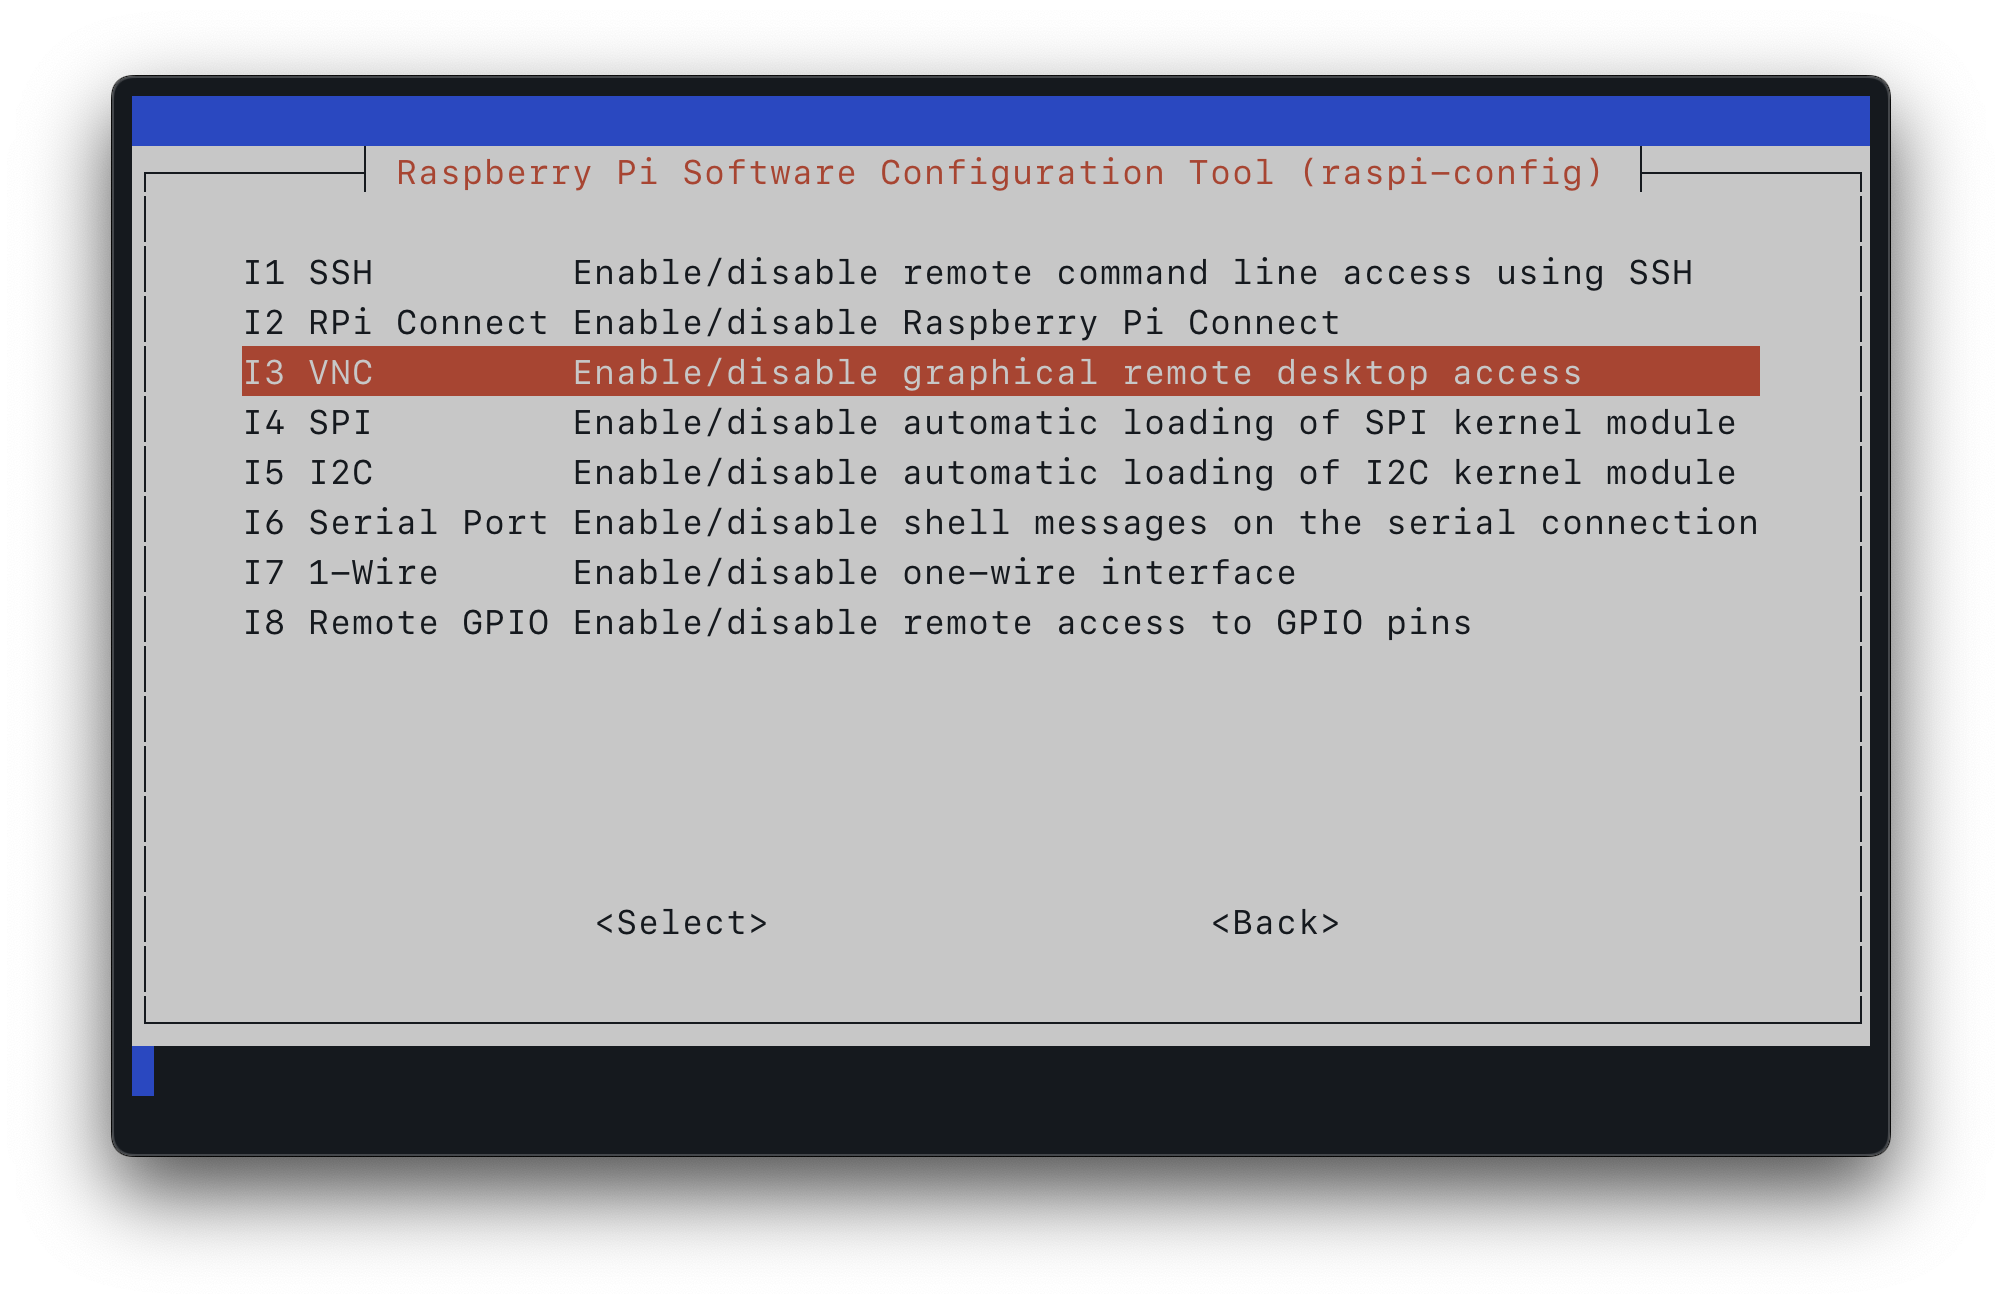 Raspberry Pi Software Configuration Tool (raspi-config)
I1 SSH Enable/disable remote command line access using SSH
I2 RPi Connect Enable/disable Raspberry Pi Connect
I3 VNC Enable/disable graphical remote desktop access
I4 SPI Enable/disable automatic loading of SPI kernel module
I5 I2C Enable/disable automatic loading of I2C kernel module
I6 Serial Port Enable/disable shell messages on the serial connection
I7 1-Wire Enable/disable one-wire interface
I8 Remote GPIO Enable/disable remote access to GPIO pins
<Select> <Back>